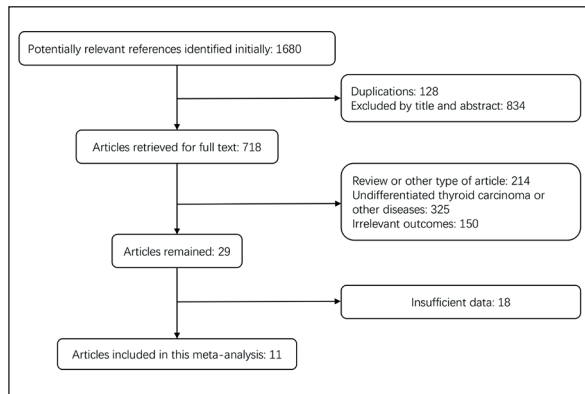 Potentially relevant references identified initially: 1680
Duplications: 128
Excluded by title and abstract: 834
Articles retrieved for full text: 718
Review or other type of article: 214
Undifferentiated thyroid carcinoma or
other diseases: 325
Irrelevant outcomes: 150
Articles remained: 29
Insufficient data: 18
Articles included in this meta-analysis: 11